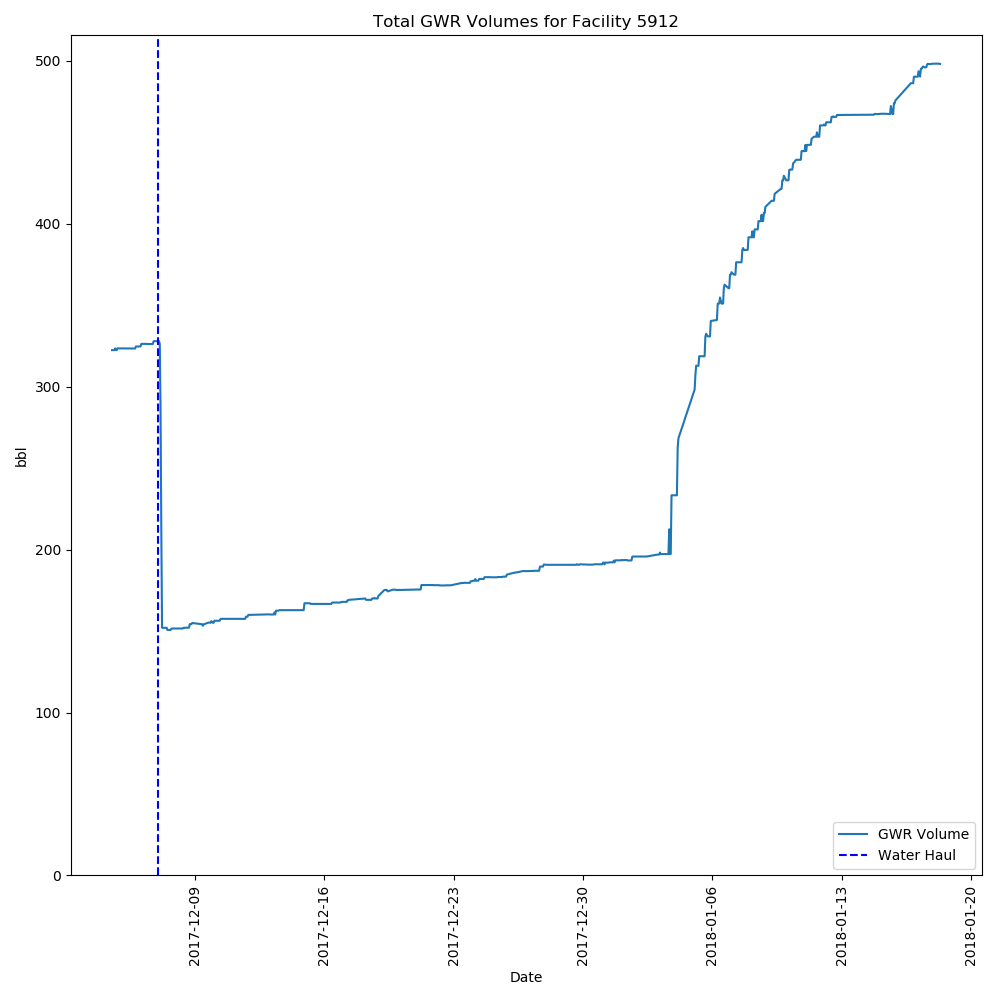 Total GWR Volumes for Facility 5912
bbl
500
400
300
200
100
0
GWR Volume
Water Haul
2017-12-09
2017-12-16
2017-12-23
2017-12-30
2018-01-06
2018-01-13
2018-01-20
Date